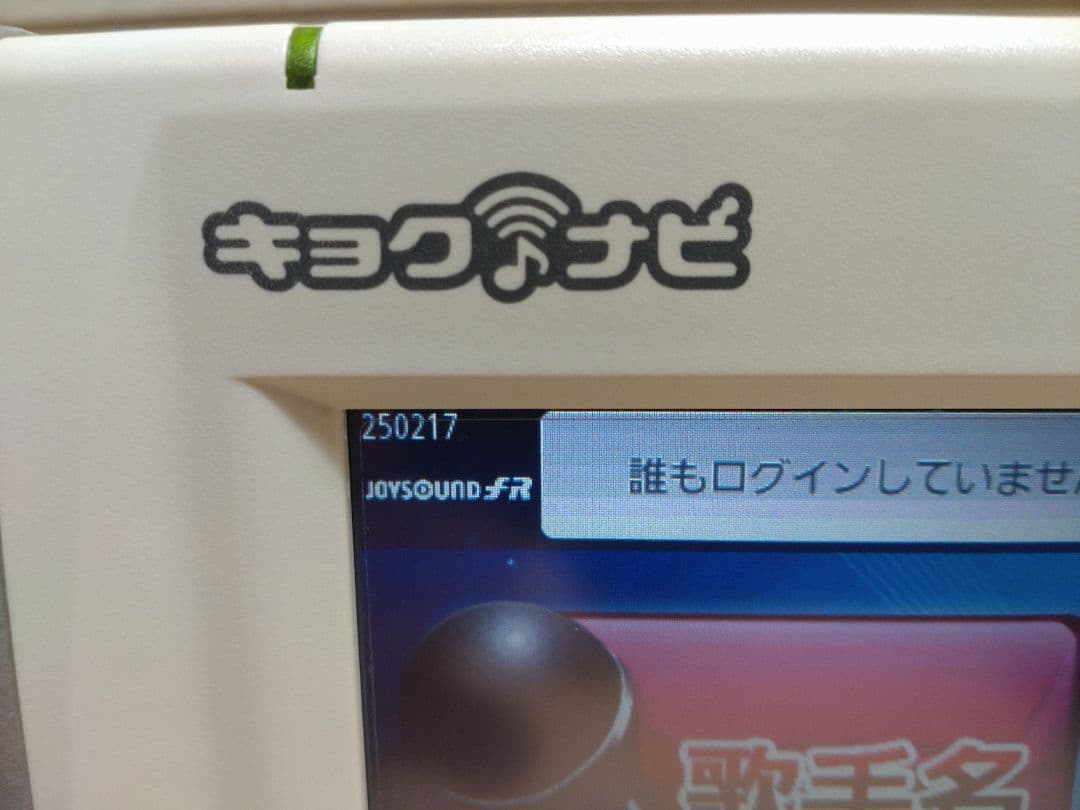 キョクナビ
250217
JOYSOUND FR
誰もログインしていませ
歌手名